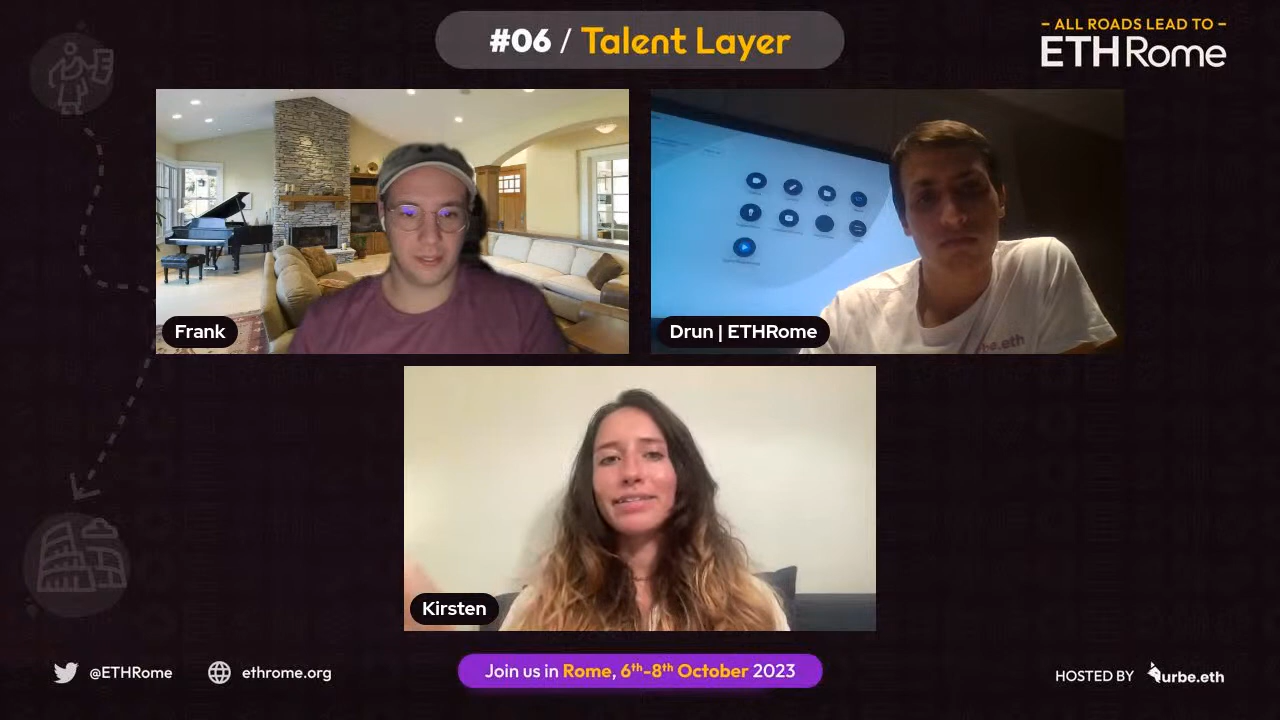 #06 / Talent Layer
- ALL ROADS LEAD TO -
ETHRome
Frank
Drun | ETHRome
Kirsten
@ETHRome
ethrome.org
Join us in Rome, 6th-8th October 2023
HOSTED BY
urbe.eth